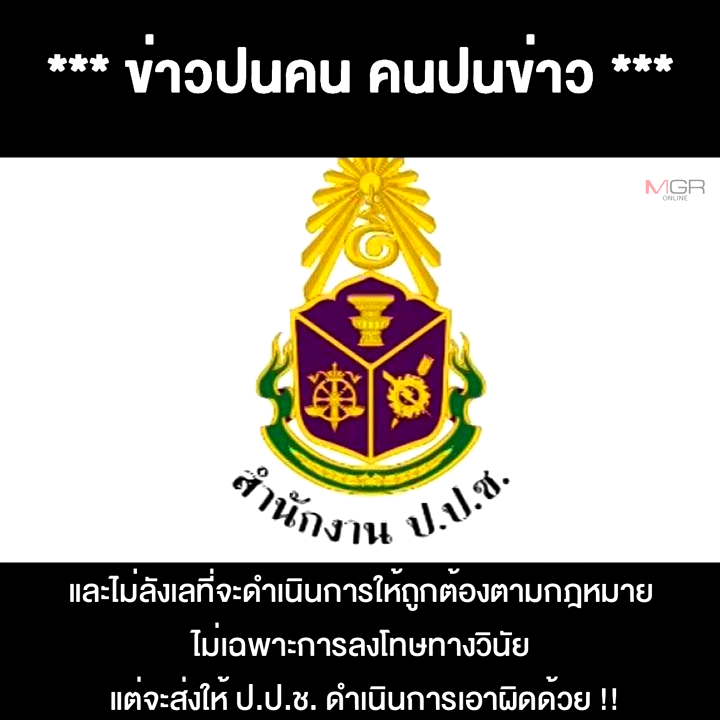 *** ข่าวปนคน คนปนข่าว ***
MGR
ONLINE
สำนักงาน ป.ป.ช.
และไม่ลังเลที่จะดำเนินการให้ถูกต้องตามกฎหมาย
ไม่เฉพาะการลงโทษทางวินัย
แต่จะส่งให้ ป.ป.ช. ดำเนินการเอาผิดด้วย !!